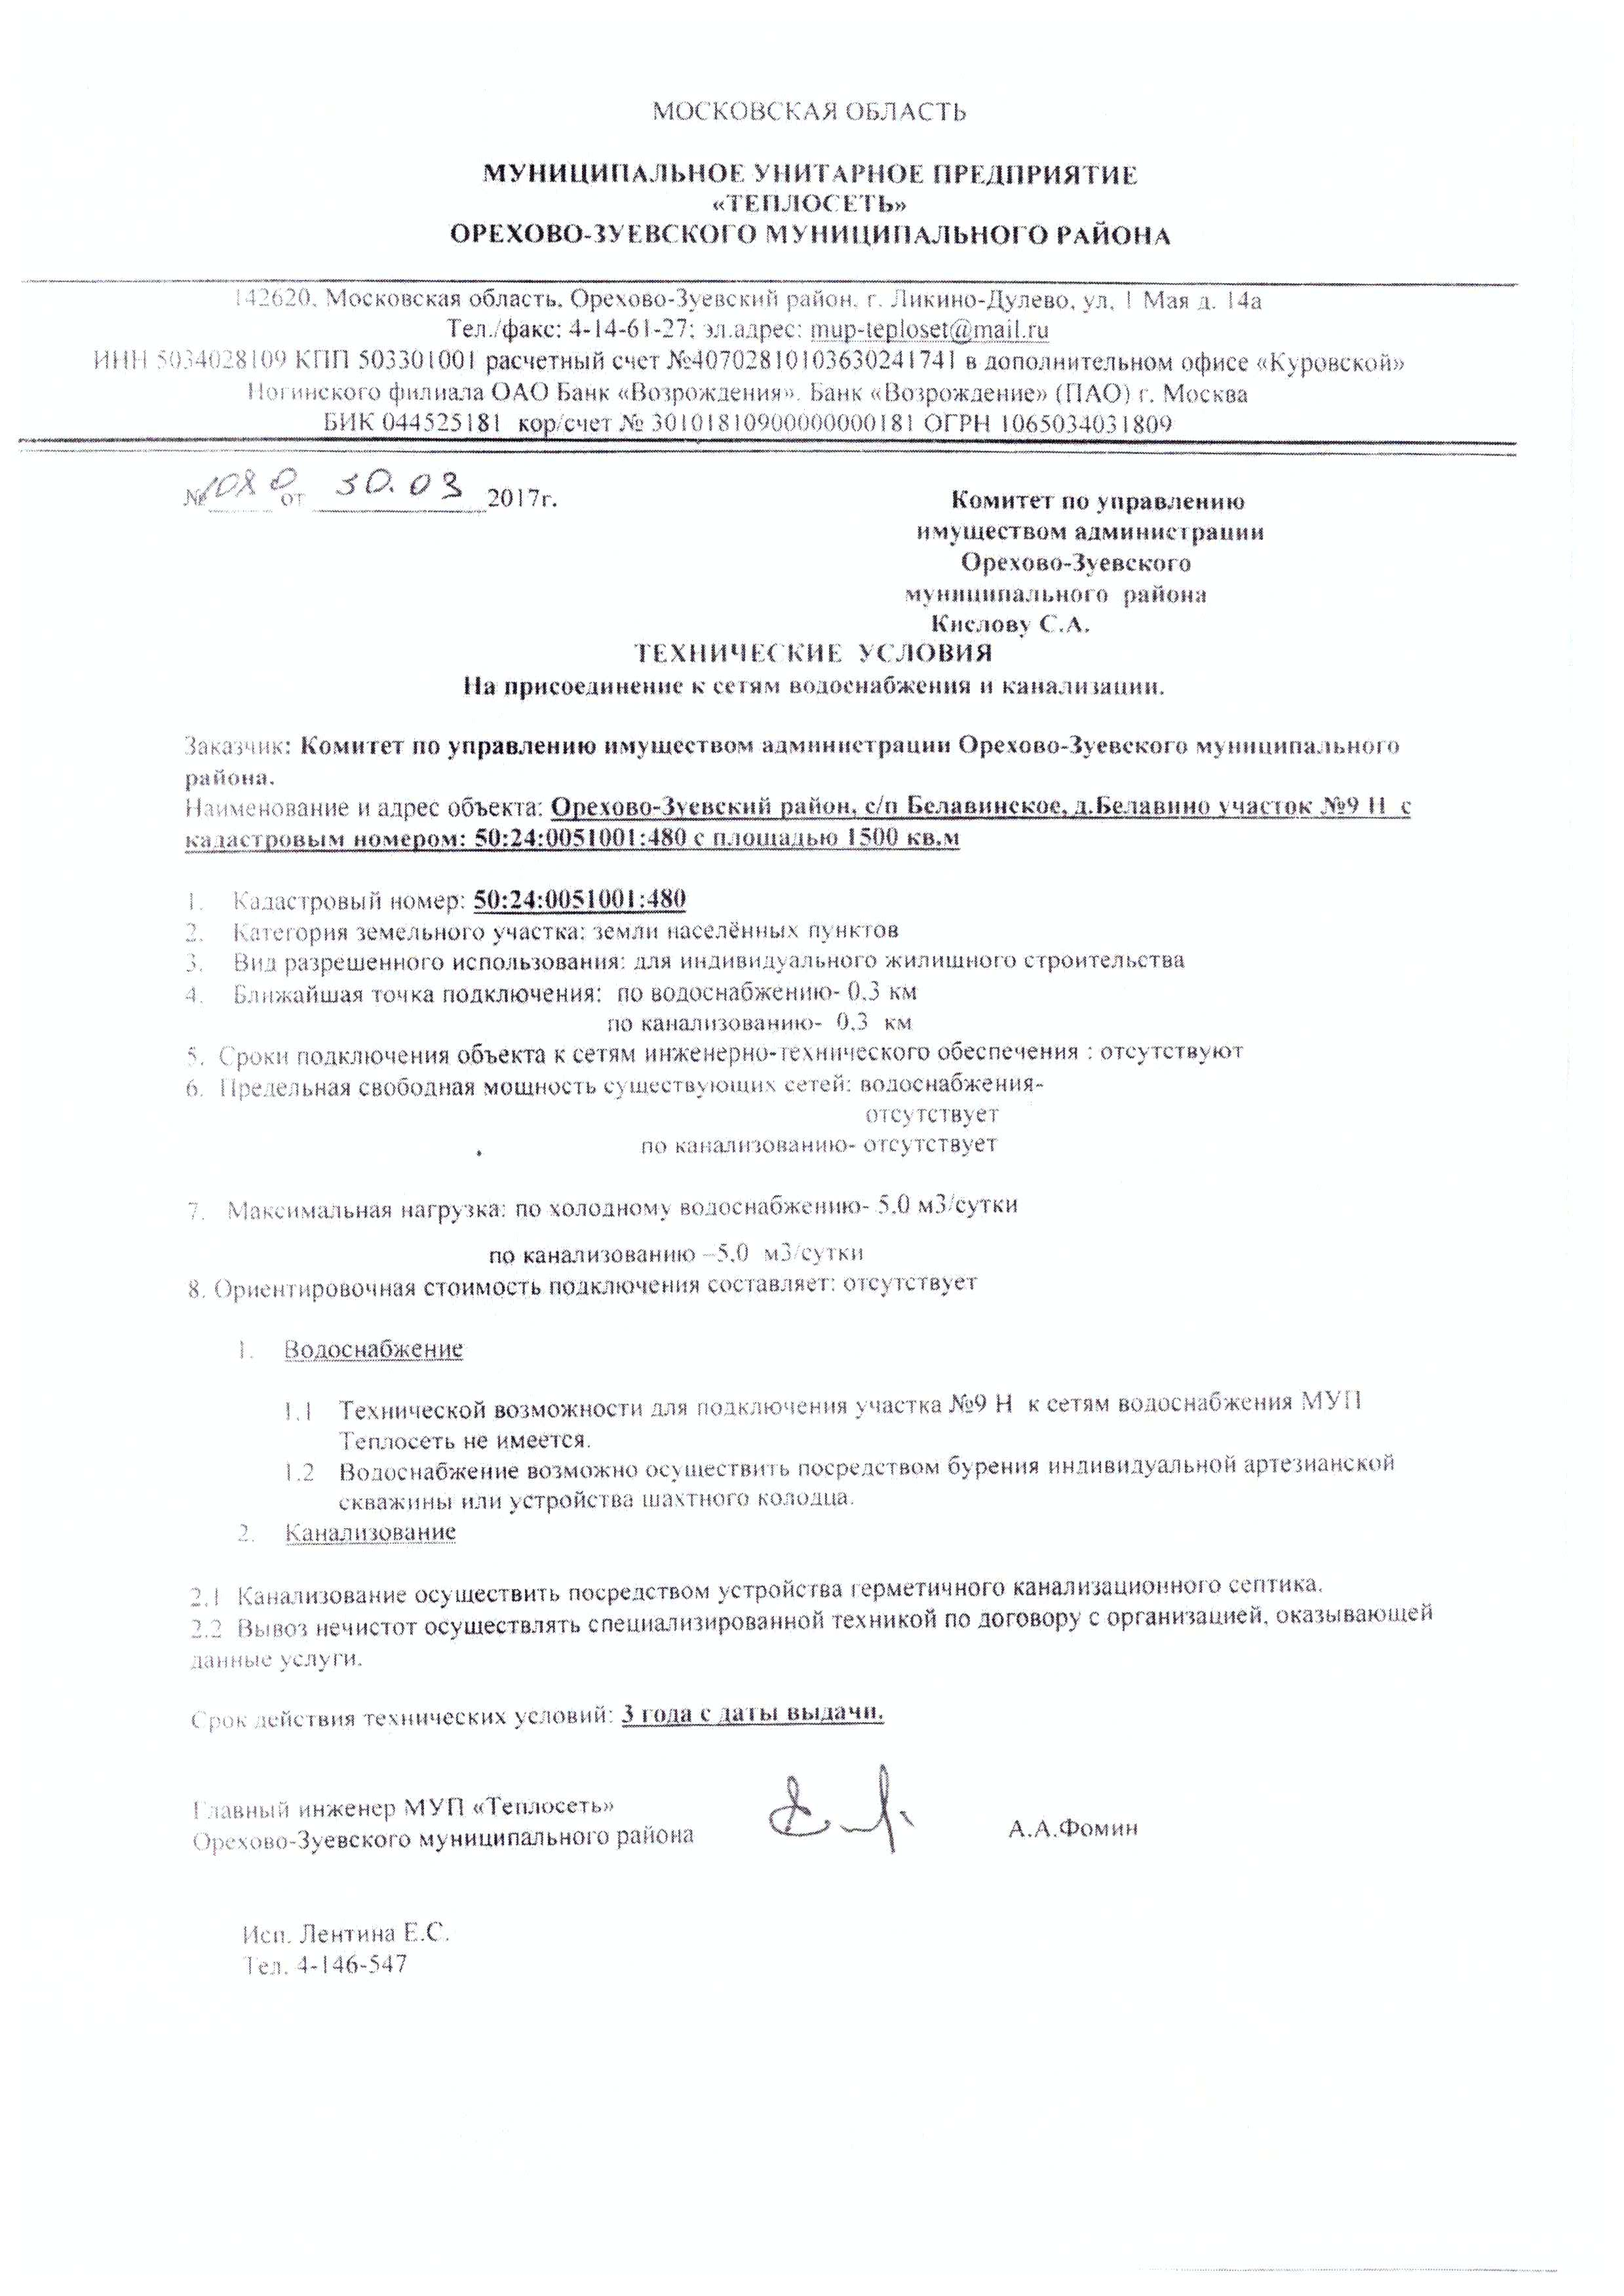 МОСКОВСКАЯ ОБЛАСТЬ
МУНИЦИПАЛЬНОЕ УНИТАРНОЕ ПРЕДПРИЯТИЕ
«ТЕПЛОСЕТЬ»
ОРЕХОВО-ЗУЕВСКОГО МУНИЦИПАЛЬНОГО РАЙОНА
142620, Московская область, Орехово-Зуевский район, г. Ликино-Дулево, ул, 1 Мая д. 14а
Тел./факс: 4-14-61-27; эл.адрес: mup-teploset@mail.ru
ИНН 5034028109 КПП 503301001 расчетный счет №40702810103630241741 в дополнительном офисе «Куровской»
Ногинского филиала ОАО Банк «Возрождения». Банк «Возрождение» (ПАО) г. Москва
БИК 044525181 кор/счет № 30101810900000000181 ОГРН 1065034031809
№ 1080 от 30.03 2017г.
Комитет по управлению
имуществом администрации
Орехово-Зуевского
муниципального района
Кислову С.А.
ТЕХНИЧЕСКИЕ УСЛОВИЯ
На присоединение к сетям водоснабжения и канализации.
Заказчик: Комитет по управлению имуществом администрации Орехово-Зуевского муниципального
района.
Наименование и адрес объекта: Орехово-Зуевский район, с/п Белавинское, д.Белавино участок №9 Н с
кадастровым номером: 50:24:0051001:480 с площадью 1500 кв.м
1. Кадастровый номер: 50:24:0051001:480
2. Категория земельного участка: земли населённых пунктов
3. Вид разрешенного использования: для индивидуального жилищного строительства
4. Ближайшая точка подключения: по водоснабжению- 0,3 км
по канализованию- 0,3 км
5. Сроки подключения объекта к сетям инженерно-технического обеспечения : отсутствуют
6. Предельная свободная мощность существующих сетей: водоснабжения-
отсутствует
по канализованию- отсутствует
7. Максимальная нагрузка: по холодному водоснабжению- 5,0 м3/сутки
по канализованию –5,0 м3/сутки
8. Ориентировочная стоимость подключения составляет: отсутствует
1. Водоснабжение
1.1 Технической возможности для подключения участка №9 Н к сетям водоснабжения МУП
Теплосеть не имеется.
1.2 Водоснабжение возможно осуществить посредством бурения индивидуальной артезианской
скважины или устройства шахтного колодца.
2. Канализование
2.1 Канализование осуществить посредством устройства герметичного канализационного септика.
2.2 Вывоз нечистот осуществлять специализированной техникой по договору с организацией, оказывающей
данные услуги.
Срок действия технических условий: 3 года с даты выдачи.
Главный инженер МУП «Теплосеть»
Орехово-Зуевского муниципального района А.А.Фомин
Исп. Лентина Е.С.
Тел. 4-146-547